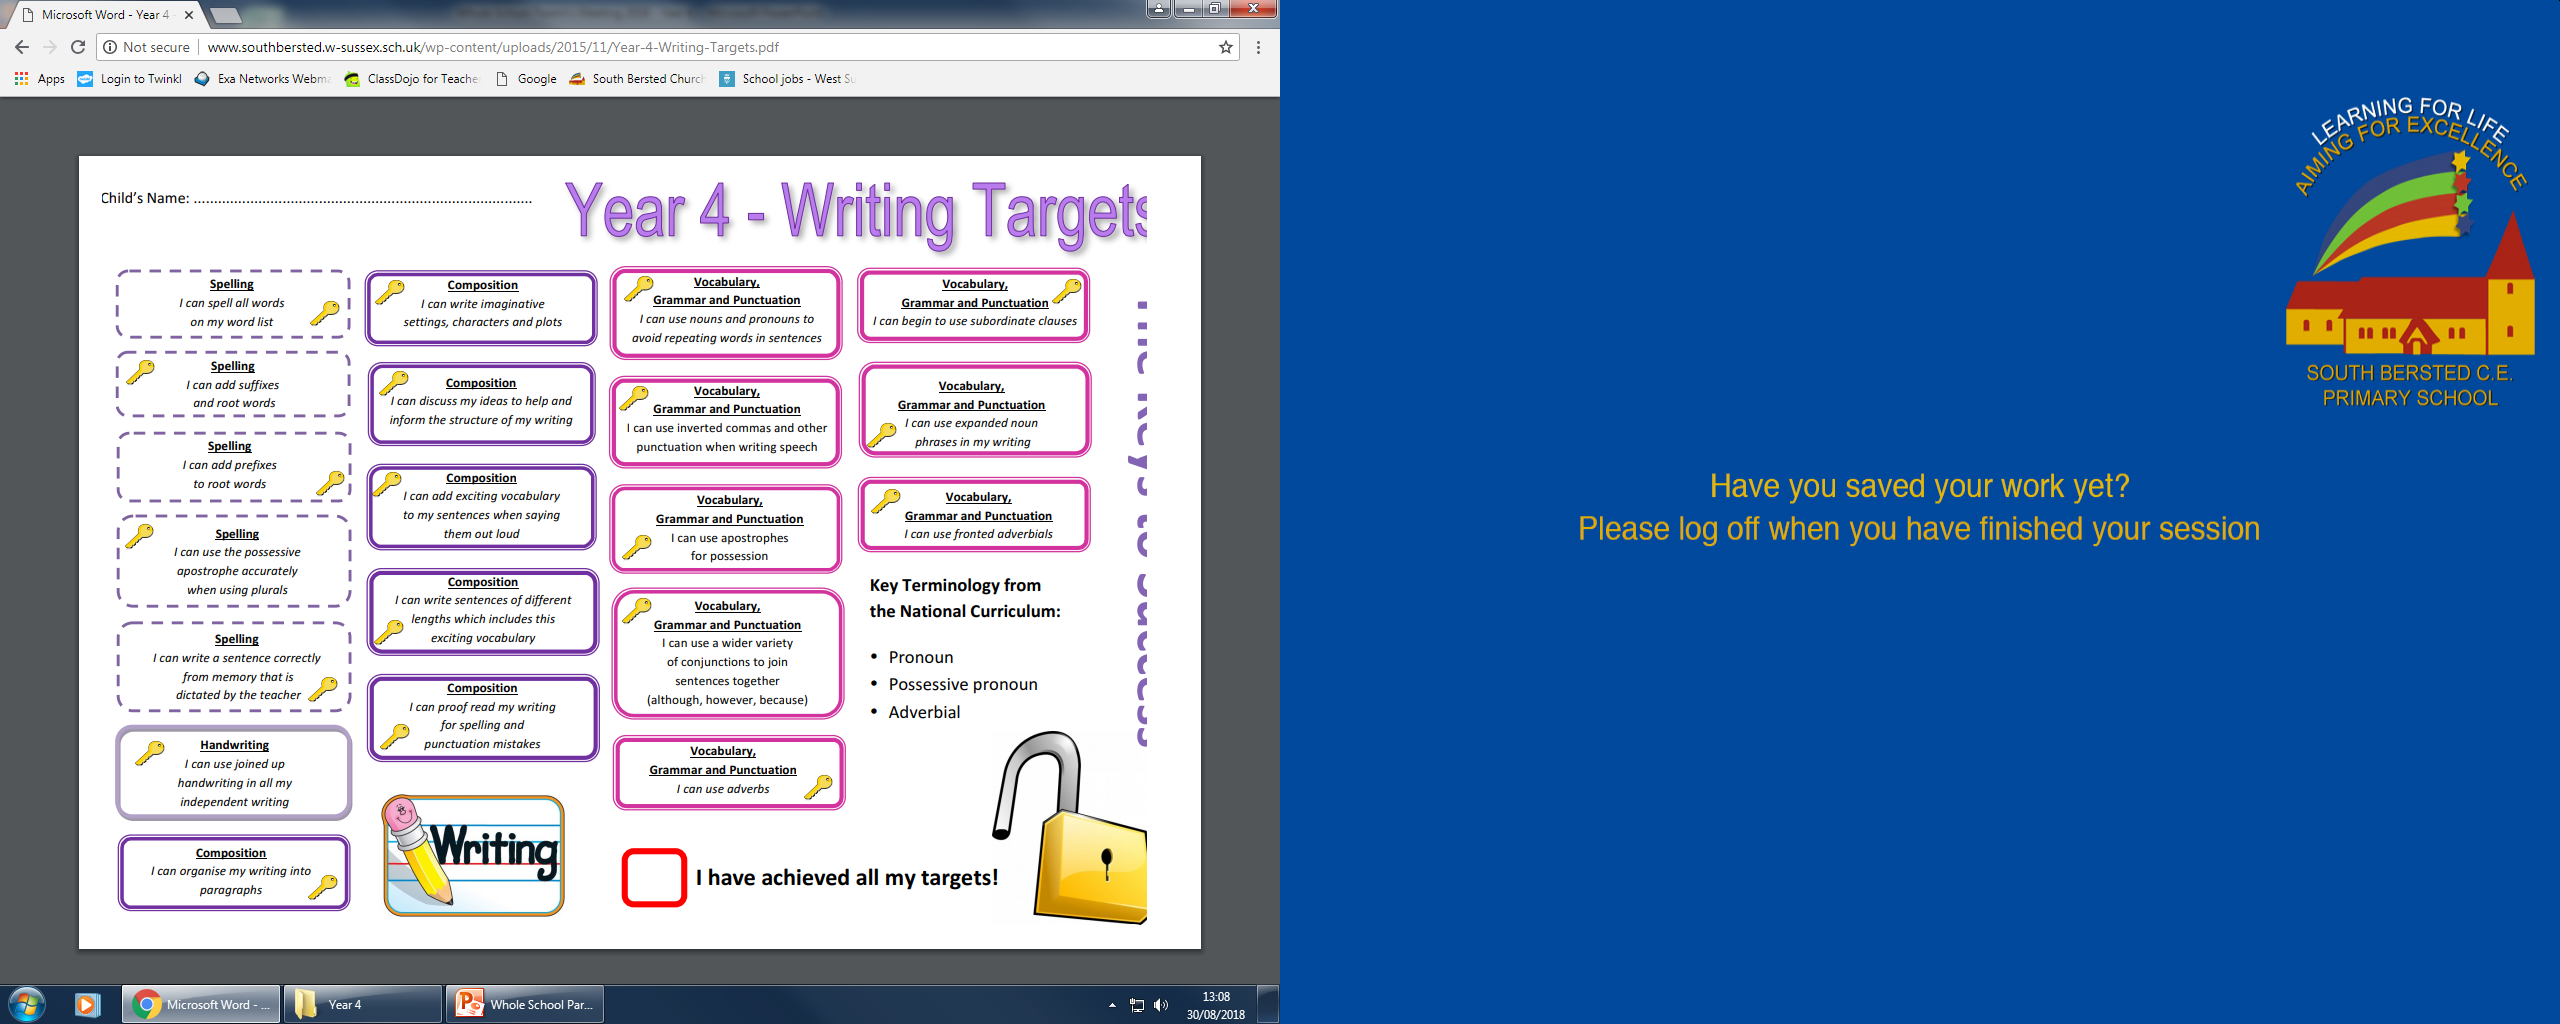 Microsoft Word - Year 4 -
Not secure www.southbersted.w-sussex.sch.uk/wp-content/uploads/2015/11/Year-4-Writing-Targets.pdf
Apps Login to Twinkl Exa Networks Webma ClassDojo for Teache Google South Bersted Church School jobs - West Su
Child's Name: ....................................................................................
Year 4 - Writing Targets
Spelling
I can spell all words
on my word list
Spelling
I can add suffixes
and root words
Spelling
I can add prefixes
to root words
Spelling
I can use the possessive
apostrophe accurately
when using plurals
Spelling
I can write a sentence correctly
from memory that is
dictated by the teacher
Handwriting
I can use joined up
handwriting in all my
independent writing
Composition
I can organise my writing into
paragraphs
Composition
I can write imaginative
settings, characters and plots
Composition
I can discuss my ideas to help and
inform the structure of my writing
Composition
I can add exciting vocabulary
to my sentences when saying
them out loud
Composition
I can write sentences of different
lengths which includes this
exciting vocabulary
Composition
I can proof read my writing
for spelling and
punctuation mistakes
Writing
Vocabulary,
Grammar and Punctuation
I can use nouns and pronouns to
avoid repeating words in sentences
Vocabulary,
Grammar and Punctuation
I can use inverted commas and other
punctuation when writing speech
Vocabulary,
Grammar and Punctuation
I can use apostrophes
for possession
Vocabulary,
Grammar and Punctuation
I can use a wider variety
of conjunctions to join
sentences together
(although, however, because)
Vocabulary,
Grammar and Punctuation
I can use adverbs
I have achieved all my targets!
Vocabulary,
Grammar and Punctuation
I can begin to use subordinate clauses
Vocabulary,
Grammar and Punctuation
I can use expanded noun
phrases in my writing
Vocabulary,
Grammar and Punctuation
I can use fronted adverbials
Key Terminology from
the National Curriculum:
• Pronoun
• Possessive pronoun
• Adverbial
Microsoft Word - ...
Year 4
Whole School Par...
13:08
30/08/2018
LEARNING FOR LIFE
AIMING FOR EXCELLENCE
SOUTH BERSTED C.E.
PRIMARY SCHOOL
Have you saved your work yet?
Please log off when you have finished your session